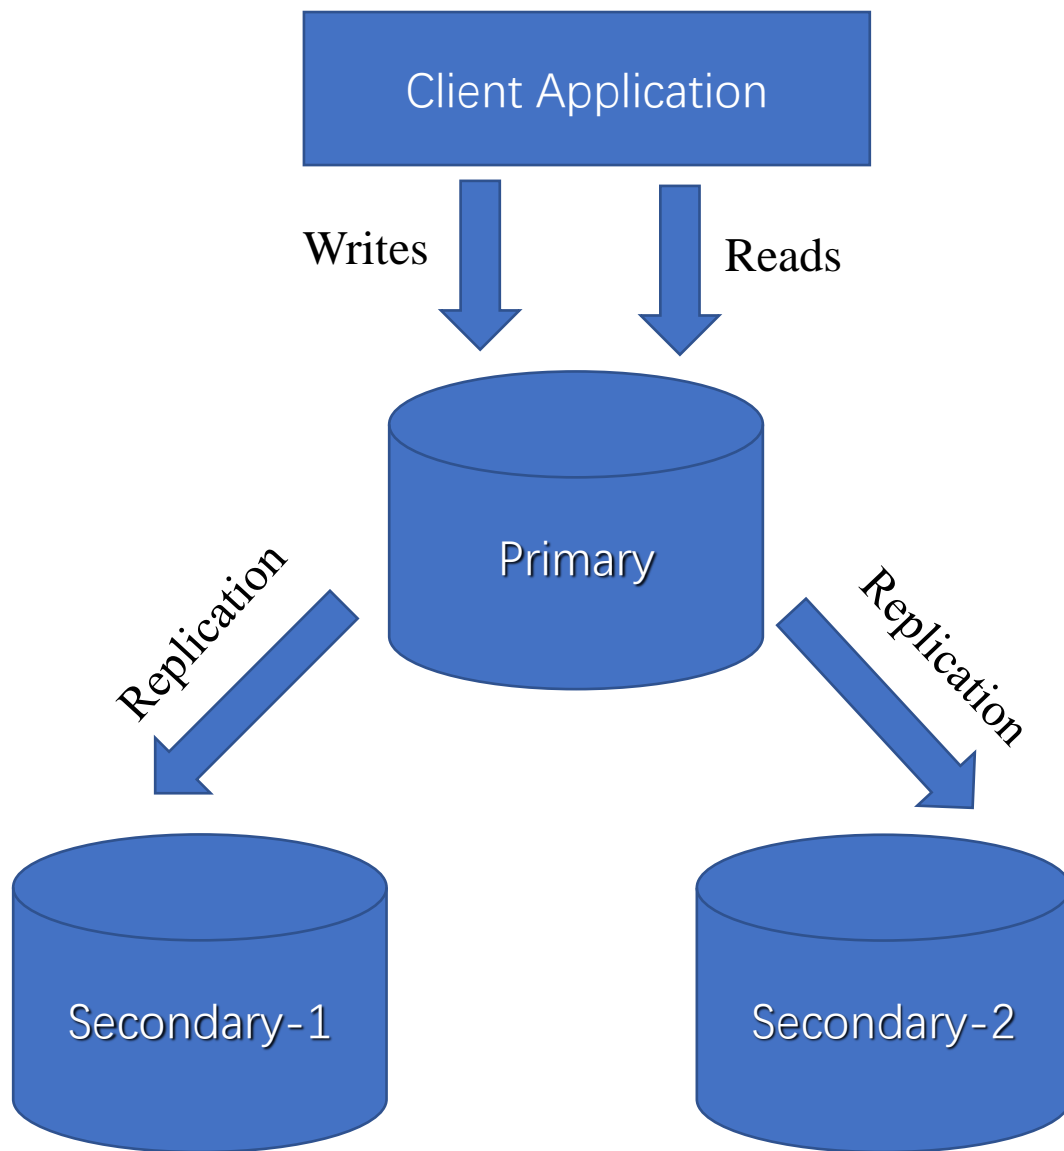 Client Application
Writes
Reads
Primary
Replication
Replication
Secondary-1
Secondary-2